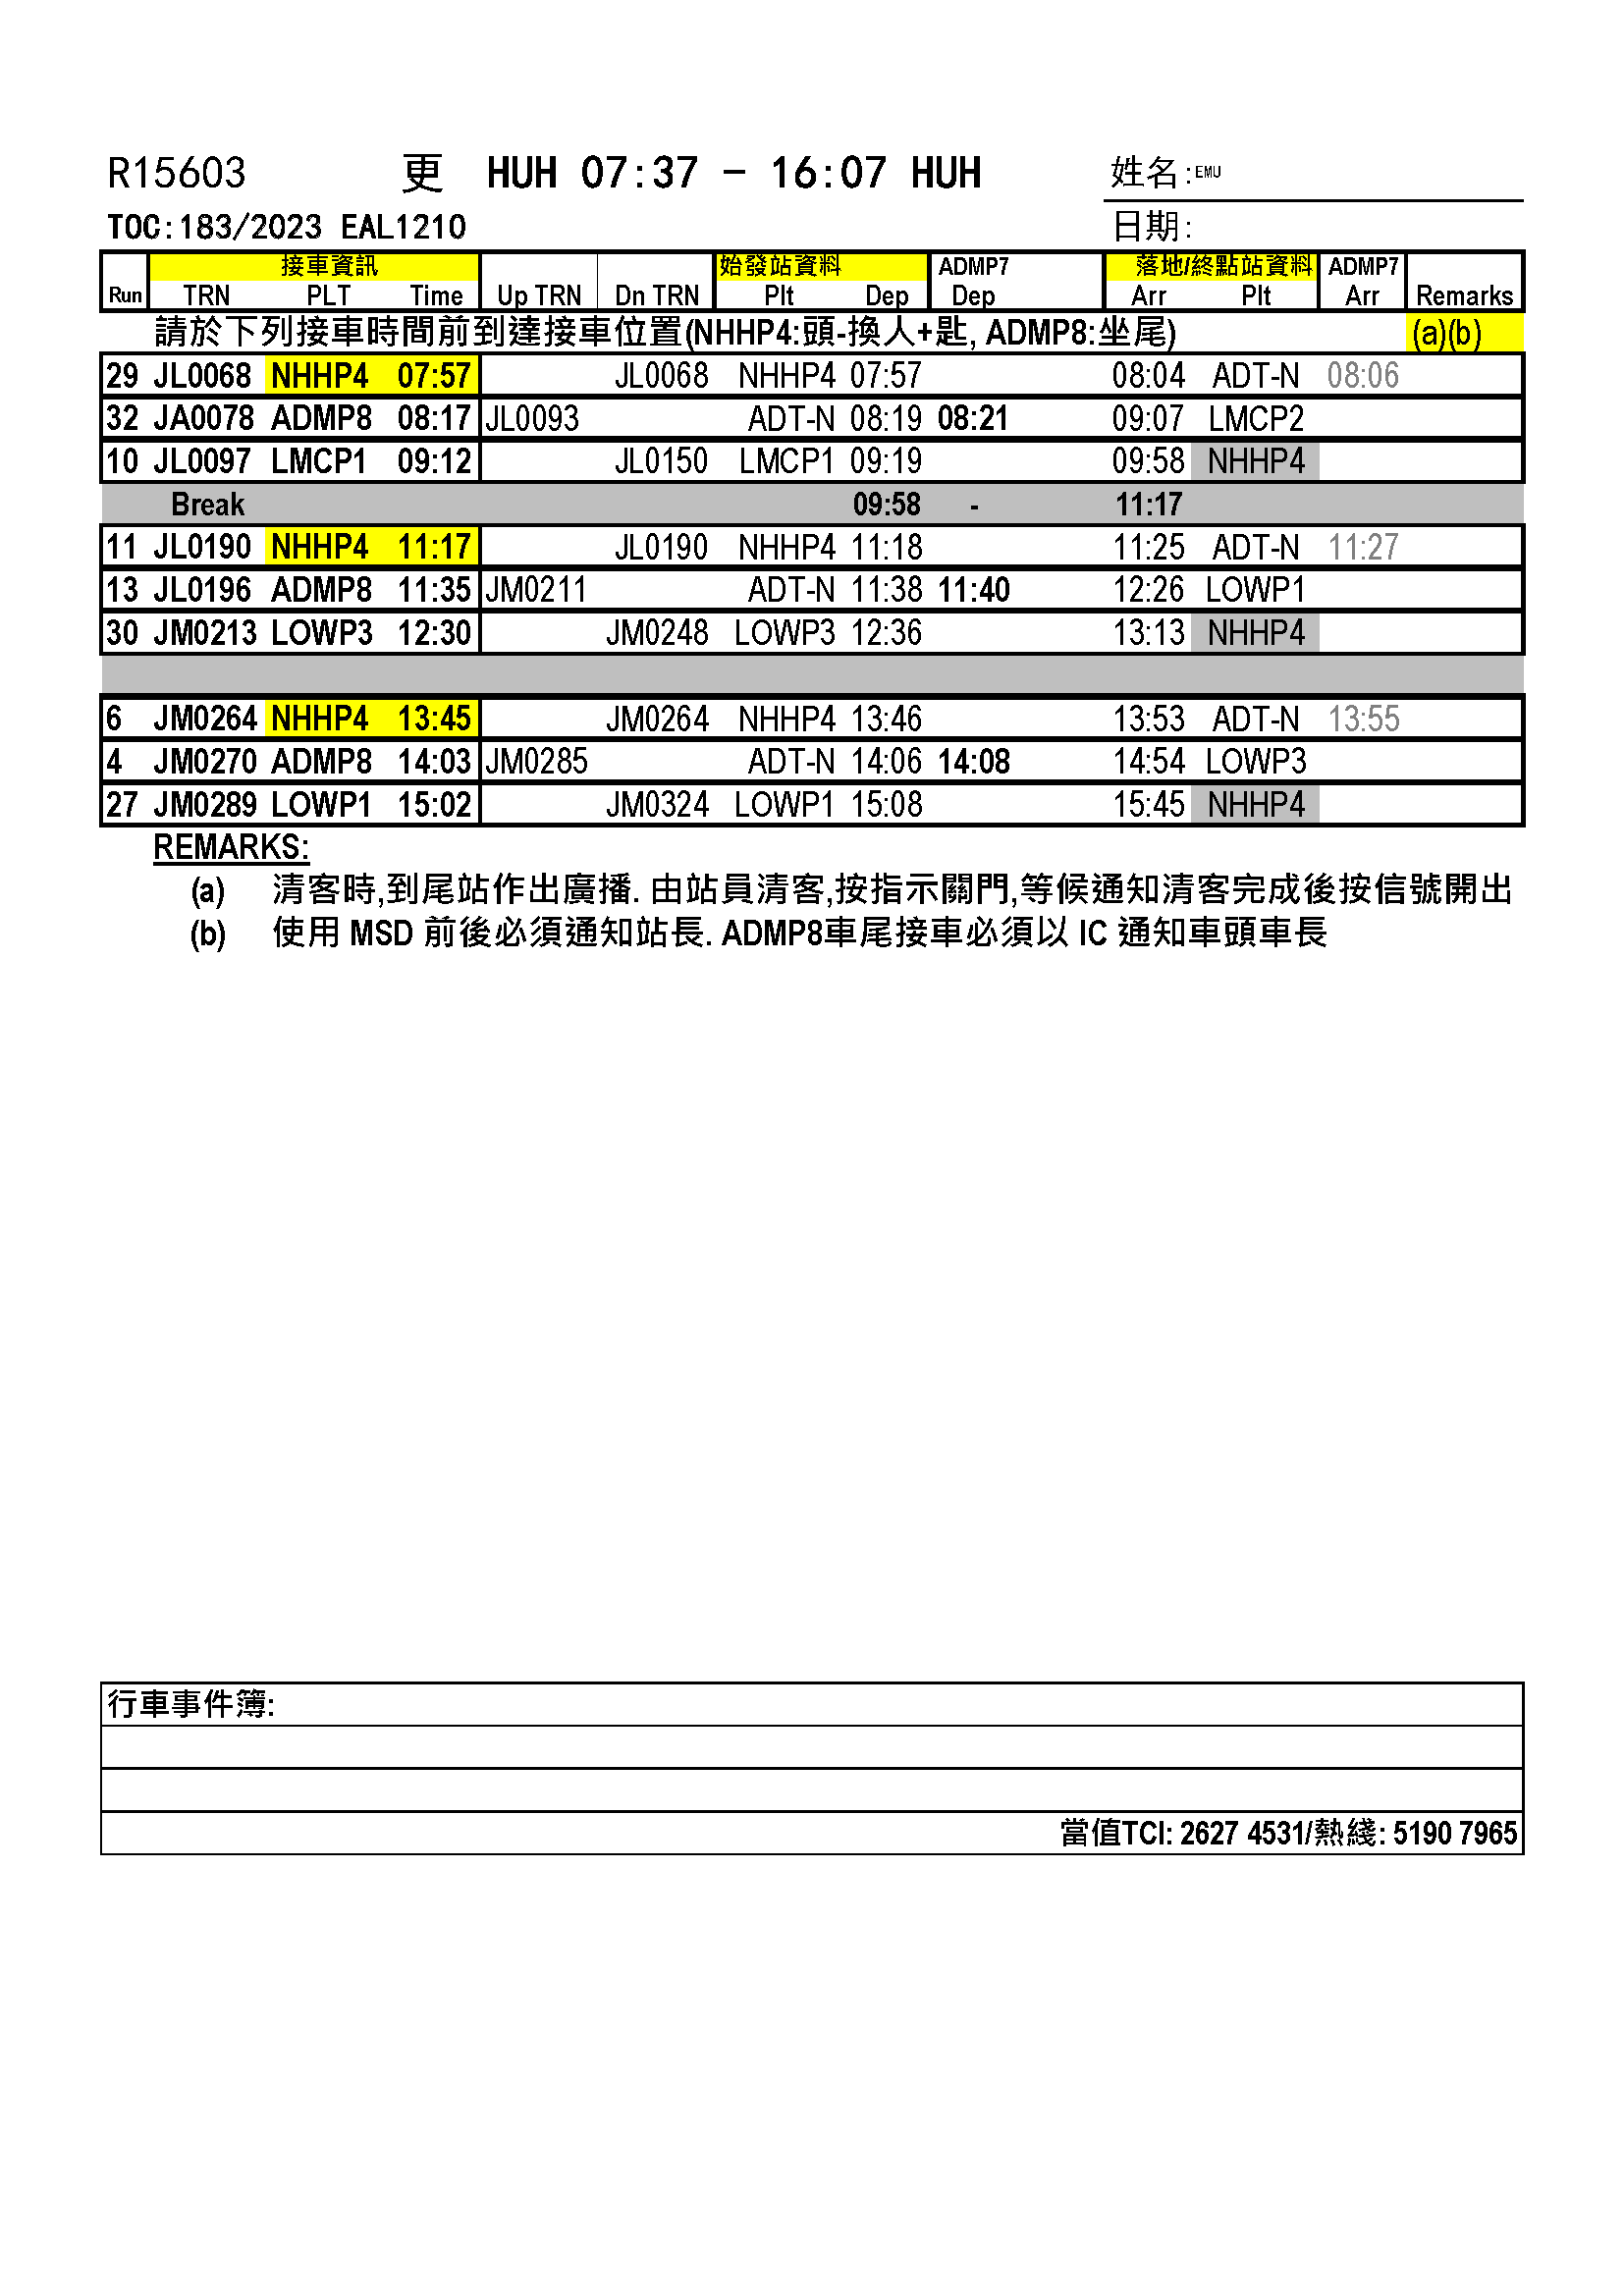 R15603 更 HUH 07:37 - 16:07 HUH 姓名:EMU
TOC:183/2023 EAL1210 日期:
接車資訊 始發站資料 ADMP7 落地/終點站資料 ADMP7
Run TRN PLT Time Up TRN Dn TRN Plt Dep Dep Arr Plt Arr Remarks
請於下列接車時間前到達接車位置(NHHP4:頭-換人+匙, ADMP8:坐尾) (a)(b)
29 JL0068 NHHP4 07:57 JL0068 NHHP4 07:57 08:04 ADT-N 08:06
32 JA0078 ADMP8 08:17 JL0093 ADT-N 08:19 08:21 09:07 LMCP2
10 JL0097 LMCP1 09:12 JL0150 LMCP1 09:19 09:58 NHHP4
Break 09:58 - 11:17
11 JL0190 NHHP4 11:17 JL0190 NHHP4 11:18 11:25 ADT-N 11:27
13 JL0196 ADMP8 11:35 JM0211 ADT-N 11:38 11:40 12:26 LOWP1
30 JM0213 LOWP3 12:30 JM0248 LOWP3 12:36 13:13 NHHP4
6 JM0264 NHHP4 13:45 JM0264 NHHP4 13:46 13:53 ADT-N 13:55
4 JM0270 ADMP8 14:03 JM0285 ADT-N 14:06 14:08 14:54 LOWP3
27 JM0289 LOWP1 15:02 JM0324 LOWP1 15:08 15:45 NHHP4
REMARKS:
(a) 清客時,到尾站作出廣播. 由站員清客,按指示關門,等候通知清客完成後按信號開出
(b) 使用 MSD 前後必須通知站長. ADMP8車尾接車必須以 IC 通知車頭車長
行車事件簿:
當值TCI: 2627 4531/熱綫: 5190 7965